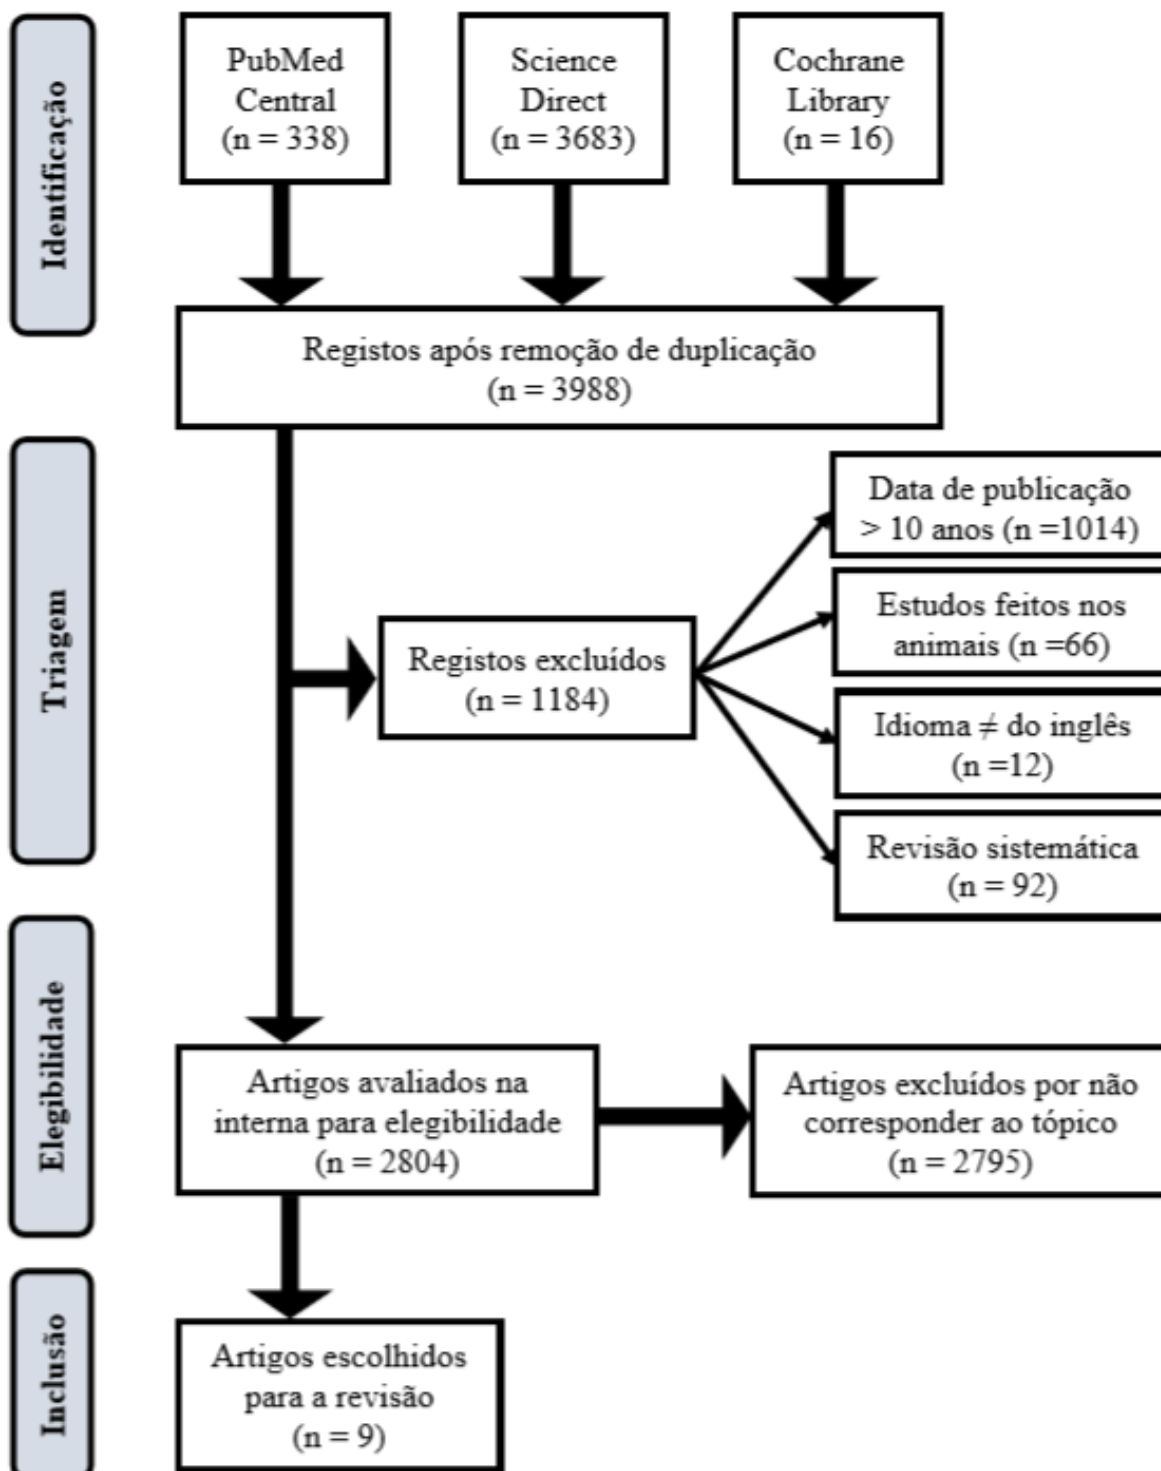 Identificação
PubMed
Central
(n = 338)
Science
Direct
(n = 3683)
Cochrane
Library
(n = 16)
Registos após remoção de duplicação
(n = 3988)
Triagem
Registos excluídos
(n = 1184)
Data de publicação
> 10 anos (n =1014)
Estudos feitos nos
animais (n =66)
Idioma ≠ do inglês
(n =12)
Revisão sistemática
(n = 92)
Elegibilidade
Artigos avaliados na
interna para elegibilidade
(n = 2804)
Artigos excluídos por não
corresponder ao tópico
(n = 2795)
Inclusão
Artigos escolhidos
para a revisão
(n = 9)